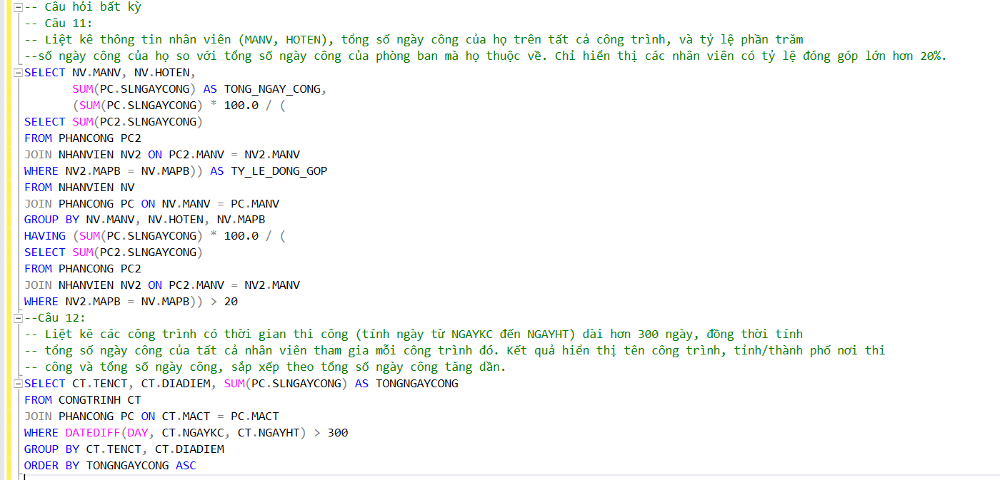 -- Câu hỏi bất kỳ
-- Câu 11:
-- Liệt kê thông tin nhân viên (MANV, HOTEN), tổng số ngày công của họ trên tất cả công trình, và tỷ lệ phần trăm
--số ngày công của họ so với tổng số ngày công của phòng ban mà họ thuộc về. Chỉ hiển thị các nhân viên có tỷ lệ đóng góp lớn hơn 20%.
SELECT NV.MANV, NV.HOTEN,
       SUM(PC.SLNGAYCONG) AS TONG_NGAY_CONG,
       (SUM(PC.SLNGAYCONG) * 100.0 / (
SELECT SUM(PC2.SLNGAYCONG)
FROM PHANCONG PC2
JOIN NHANVIEN NV2 ON PC2.MANV = NV2.MANV
WHERE NV2.MAPB = NV.MAPB)) AS TY_LE_DONG_GOP
FROM NHANVIEN NV
JOIN PHANCONG PC ON NV.MANV = PC.MANV
GROUP BY NV.MANV, NV.HOTEN, NV.MAPB
HAVING (SUM(PC.SLNGAYCONG) * 100.0 / (
SELECT SUM(PC2.SLNGAYCONG)
FROM PHANCONG PC2
JOIN NHANVIEN NV2 ON PC2.MANV = NV2.MANV
WHERE NV2.MAPB = NV.MAPB)) > 20
--Câu 12:
-- Liệt kê các công trình có thời gian thi công (tính ngày từ NGAYKC đến NGAYHT) dài hơn 300 ngày, đồng thời tính
-- tổng số ngày công của tất cả nhân viên tham gia mỗi công trình đó. Kết quả hiển thị tên công trình, tỉnh/thành phố nơi thi
-- công và tổng số ngày công, sắp xếp theo tổng số ngày công tăng dần.
SELECT CT.TENCT, CT.DIADIEM, SUM(PC.SLNGAYCONG) AS TONGNGAYCONG
FROM CONGTRINH CT
JOIN PHANCONG PC ON CT.MACT = PC.MACT
WHERE DATEDIFF(DAY, CT.NGAYKC, CT.NGAYHT) > 300
GROUP BY CT.TENCT, CT.DIADIEM
ORDER BY TONGNGAYCONG ASC